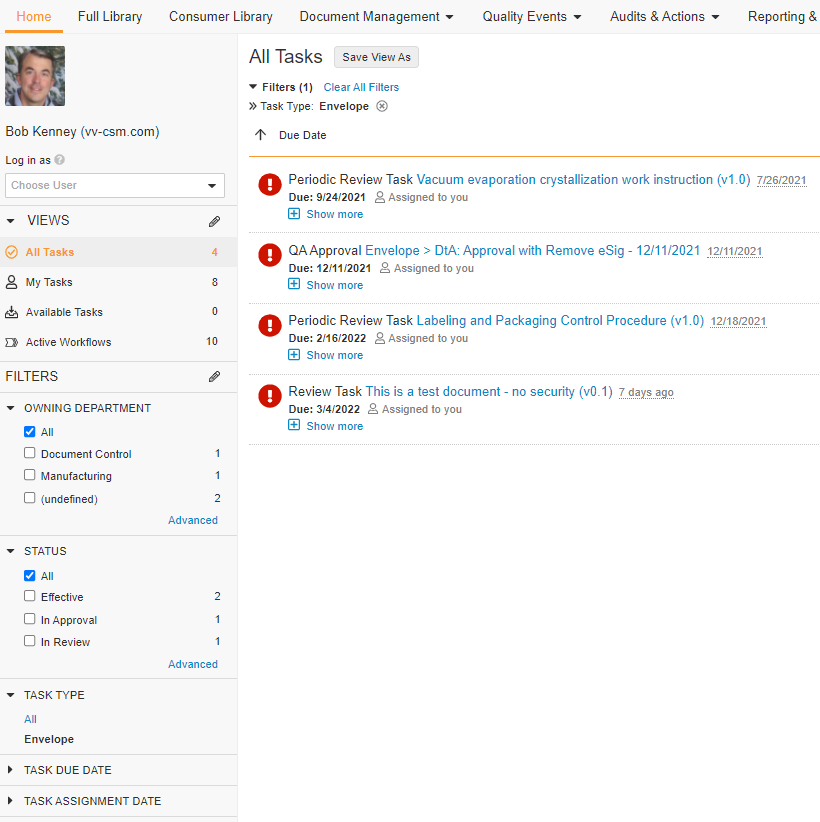 Home Full Library Consumer Library Document Management Quality Events Audits & Actions Reporting &
Bob Kenney (vv-csm.com)
Log in as
Choose User
VIEWS
All Tasks 4
My Tasks 8
Available Tasks 0
Active Workflows 10
FILTERS
OWNING DEPARTMENT
All
Document Control 1
Manufacturing 1
(undefined) 2
Advanced
STATUS
All
Effective 2
In Approval 1
In Review 1
Advanced
TASK TYPE
All
Envelope
TASK DUE DATE
TASK ASSIGNMENT DATE
All Tasks Save View As
Filters (1) Clear All Filters
Task Type: Envelope
Due Date
Periodic Review Task Vacuum evaporation crystallization work instruction (v1.0) 7/26/2021
Due: 9/24/2021 Assigned to you
Show more
QA Approval Envelope > DtA: Approval with Remove eSig - 12/11/2021 12/11/2021
Due: 12/11/2021 Assigned to you
Show more
Periodic Review Task Labeling and Packaging Control Procedure (v1.0) 12/18/2021
Due: 2/16/2022 Assigned to you
Show more
Review Task This is a test document - no security (v0.1) 7 days ago
Due: 3/4/2022 Assigned to you
Show more